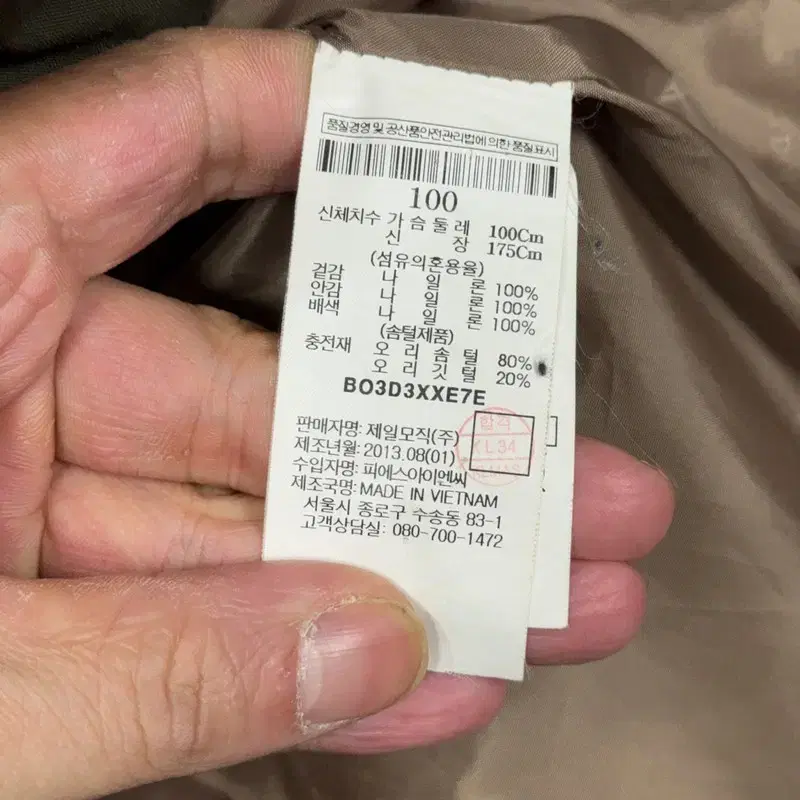 품질경영 및 공산품안전관리법에 의한 품질표시
100
신체치수 가 슴 둘 레 100Cm
신 장 175Cm
(섬유의혼용율)
겉감 나 일 론 100%
안감 나 일 론 100%
배색 나 일 론 100%
(솜털제품)
충전재 오 리 솜 털 80%
오 리 깃 털 20%
BO3D3XXE7E
판매자명: 제일모직(주)
제조년월: 2013.08(01)
수입자명: 피에스아이엔씨
제조국명: MADE IN VIETNAM
서울시 종로구 수송동 83-1
고객상담실: 080-700-1472
합격
L34